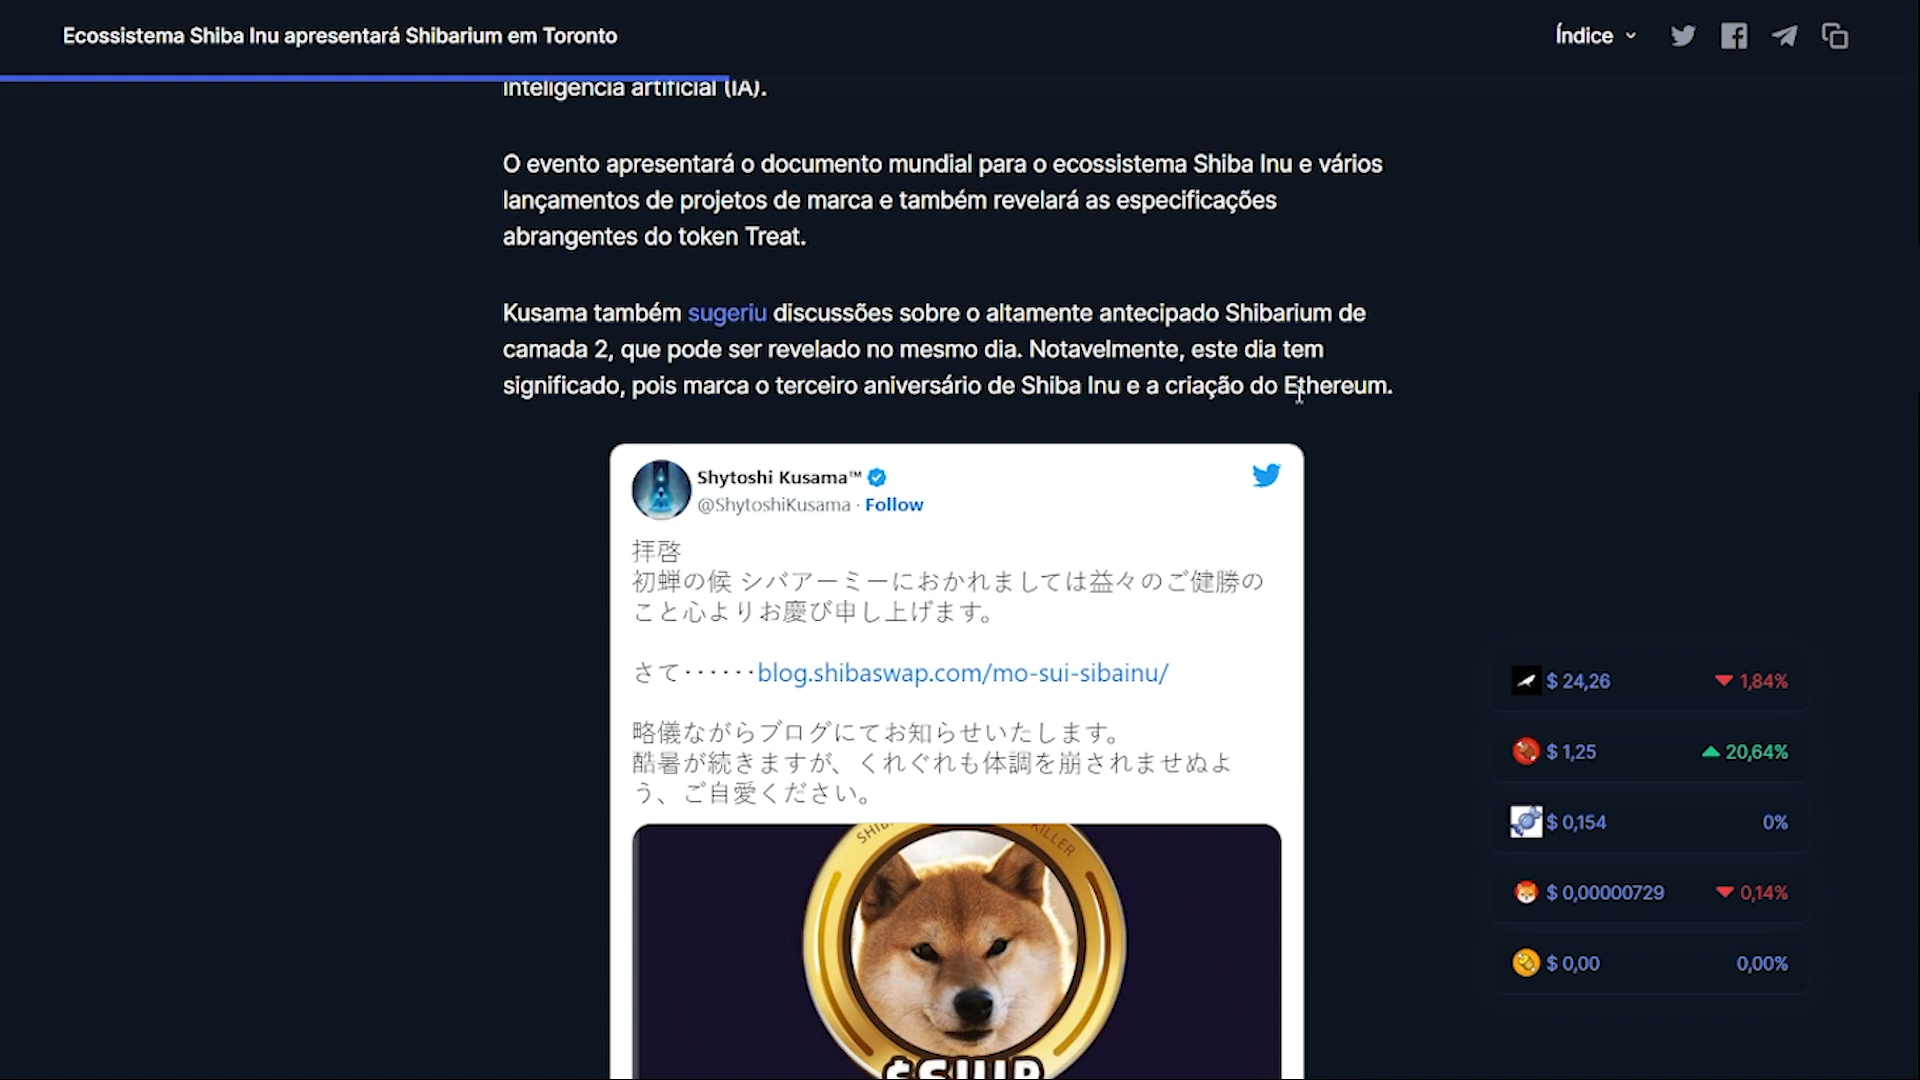 Ecossistema Shiba Inu apresentará Shibarium em Toronto
Índice
inteligência artificial (IA).
O evento apresentará o documento mundial para o ecossistema Shiba Inu e vários
lançamentos de projetos de marca e também revelará as especificações
abrangentes do token Treat.
Kusama também sugeriu discussões sobre o altamente antecipado Shibarium de
camada 2, que pode ser revelado no mesmo dia. Notavelmente, este dia tem
significado, pois marca o terceiro aniversário de Shiba Inu e a criação do Ethereum.
Shytoshi Kusama™
@ShytoshiKusama · Follow
拝啓
初蝉の候 シバアーミーにおかれましては益々のご健勝の
こと心よりお慶び申し上げます。
さて‥‥‥blog.shibaswap.com/mo-sui-sibainu/
略儀ながらブログにてお知らせいたします。
酷暑が続きますが、くれぐれも体調を崩されませぬよ
う、ご自愛ください。
KILLER
$SHIB
$ 24,26 1,84%
$ 1,25 20,64%
$ 0,154 0%
$ 0,00000729 0,14%
$ 0,00 0,00%